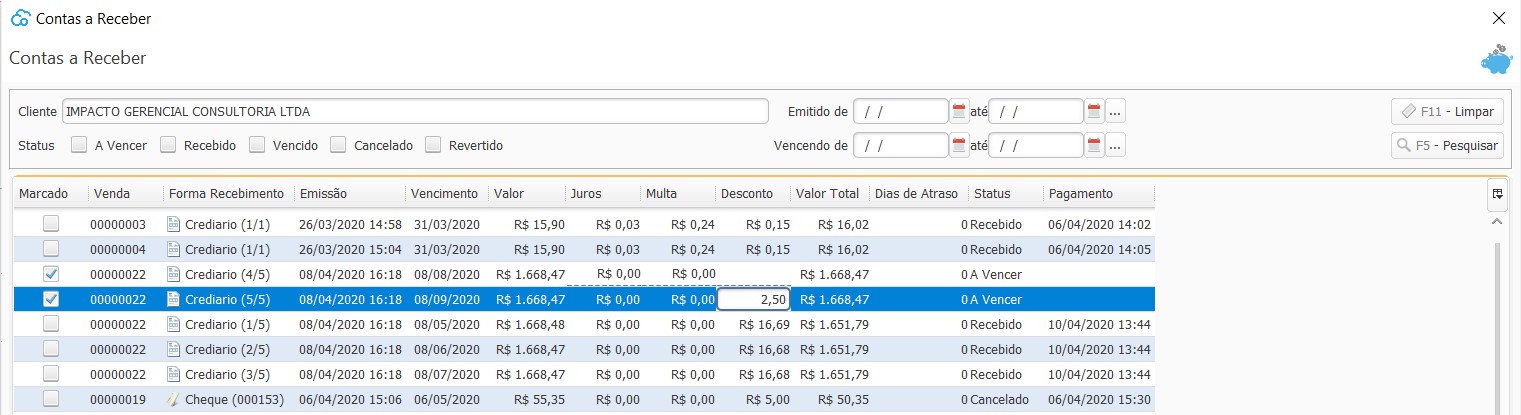 Contas a Receber
Contas a Receber
Cliente IMPACTO GERENCIAL CONSULTORIA LTDA Emitido de / / até / / ... F11 - Limpar
Status A Vencer Recebido Vencido Cancelado Revertido Vencendo de / / até / / ... F5 - Pesquisar
Marcado Venda Forma Recebimento Emissão Vencimento Valor Juros Multa Desconto Valor Total Dias de Atraso Status Pagamento
00000003 Crediario (1/1) 26/03/2020 14:58 31/03/2020 R$ 15,90 R$ 0,03 R$ 0,24 R$ 0,15 R$ 16,02 0 Recebido 06/04/2020 14:02
00000004 Crediario (1/1) 26/03/2020 15:04 31/03/2020 R$ 15,90 R$ 0,03 R$ 0,24 R$ 0,15 R$ 16,02 0 Recebido 06/04/2020 14:05
00000022 Crediario (4/5) 08/04/2020 16:18 08/08/2020 R$ 1.668,47 R$ 0,00 R$ 0,00 R$ 1.668,47 0 A Vencer
00000022 Crediario (5/5) 08/04/2020 16:18 08/09/2020 R$ 1.668,47 R$ 0,00 R$ 0,00 2,50 R$ 1.668,47 0 A Vencer
00000022 Crediario (1/5) 08/04/2020 16:18 08/05/2020 R$ 1.668,48 R$ 0,00 R$ 0,00 R$ 16,69 R$ 1.651,79 0 Recebido 10/04/2020 13:44
00000022 Crediario (2/5) 08/04/2020 16:18 08/06/2020 R$ 1.668,47 R$ 0,00 R$ 0,00 R$ 16,68 R$ 1.651,79 0 Recebido 10/04/2020 13:44
00000022 Crediario (3/5) 08/04/2020 16:18 08/07/2020 R$ 1.668,47 R$ 0,00 R$ 0,00 R$ 16,68 R$ 1.651,79 0 Recebido 10/04/2020 13:44
00000019 Cheque (000153) 06/04/2020 15:06 06/05/2020 R$ 55,35 R$ 0,00 R$ 0,00 R$ 5,00 R$ 50,35 0 Cancelado 06/04/2020 15:30